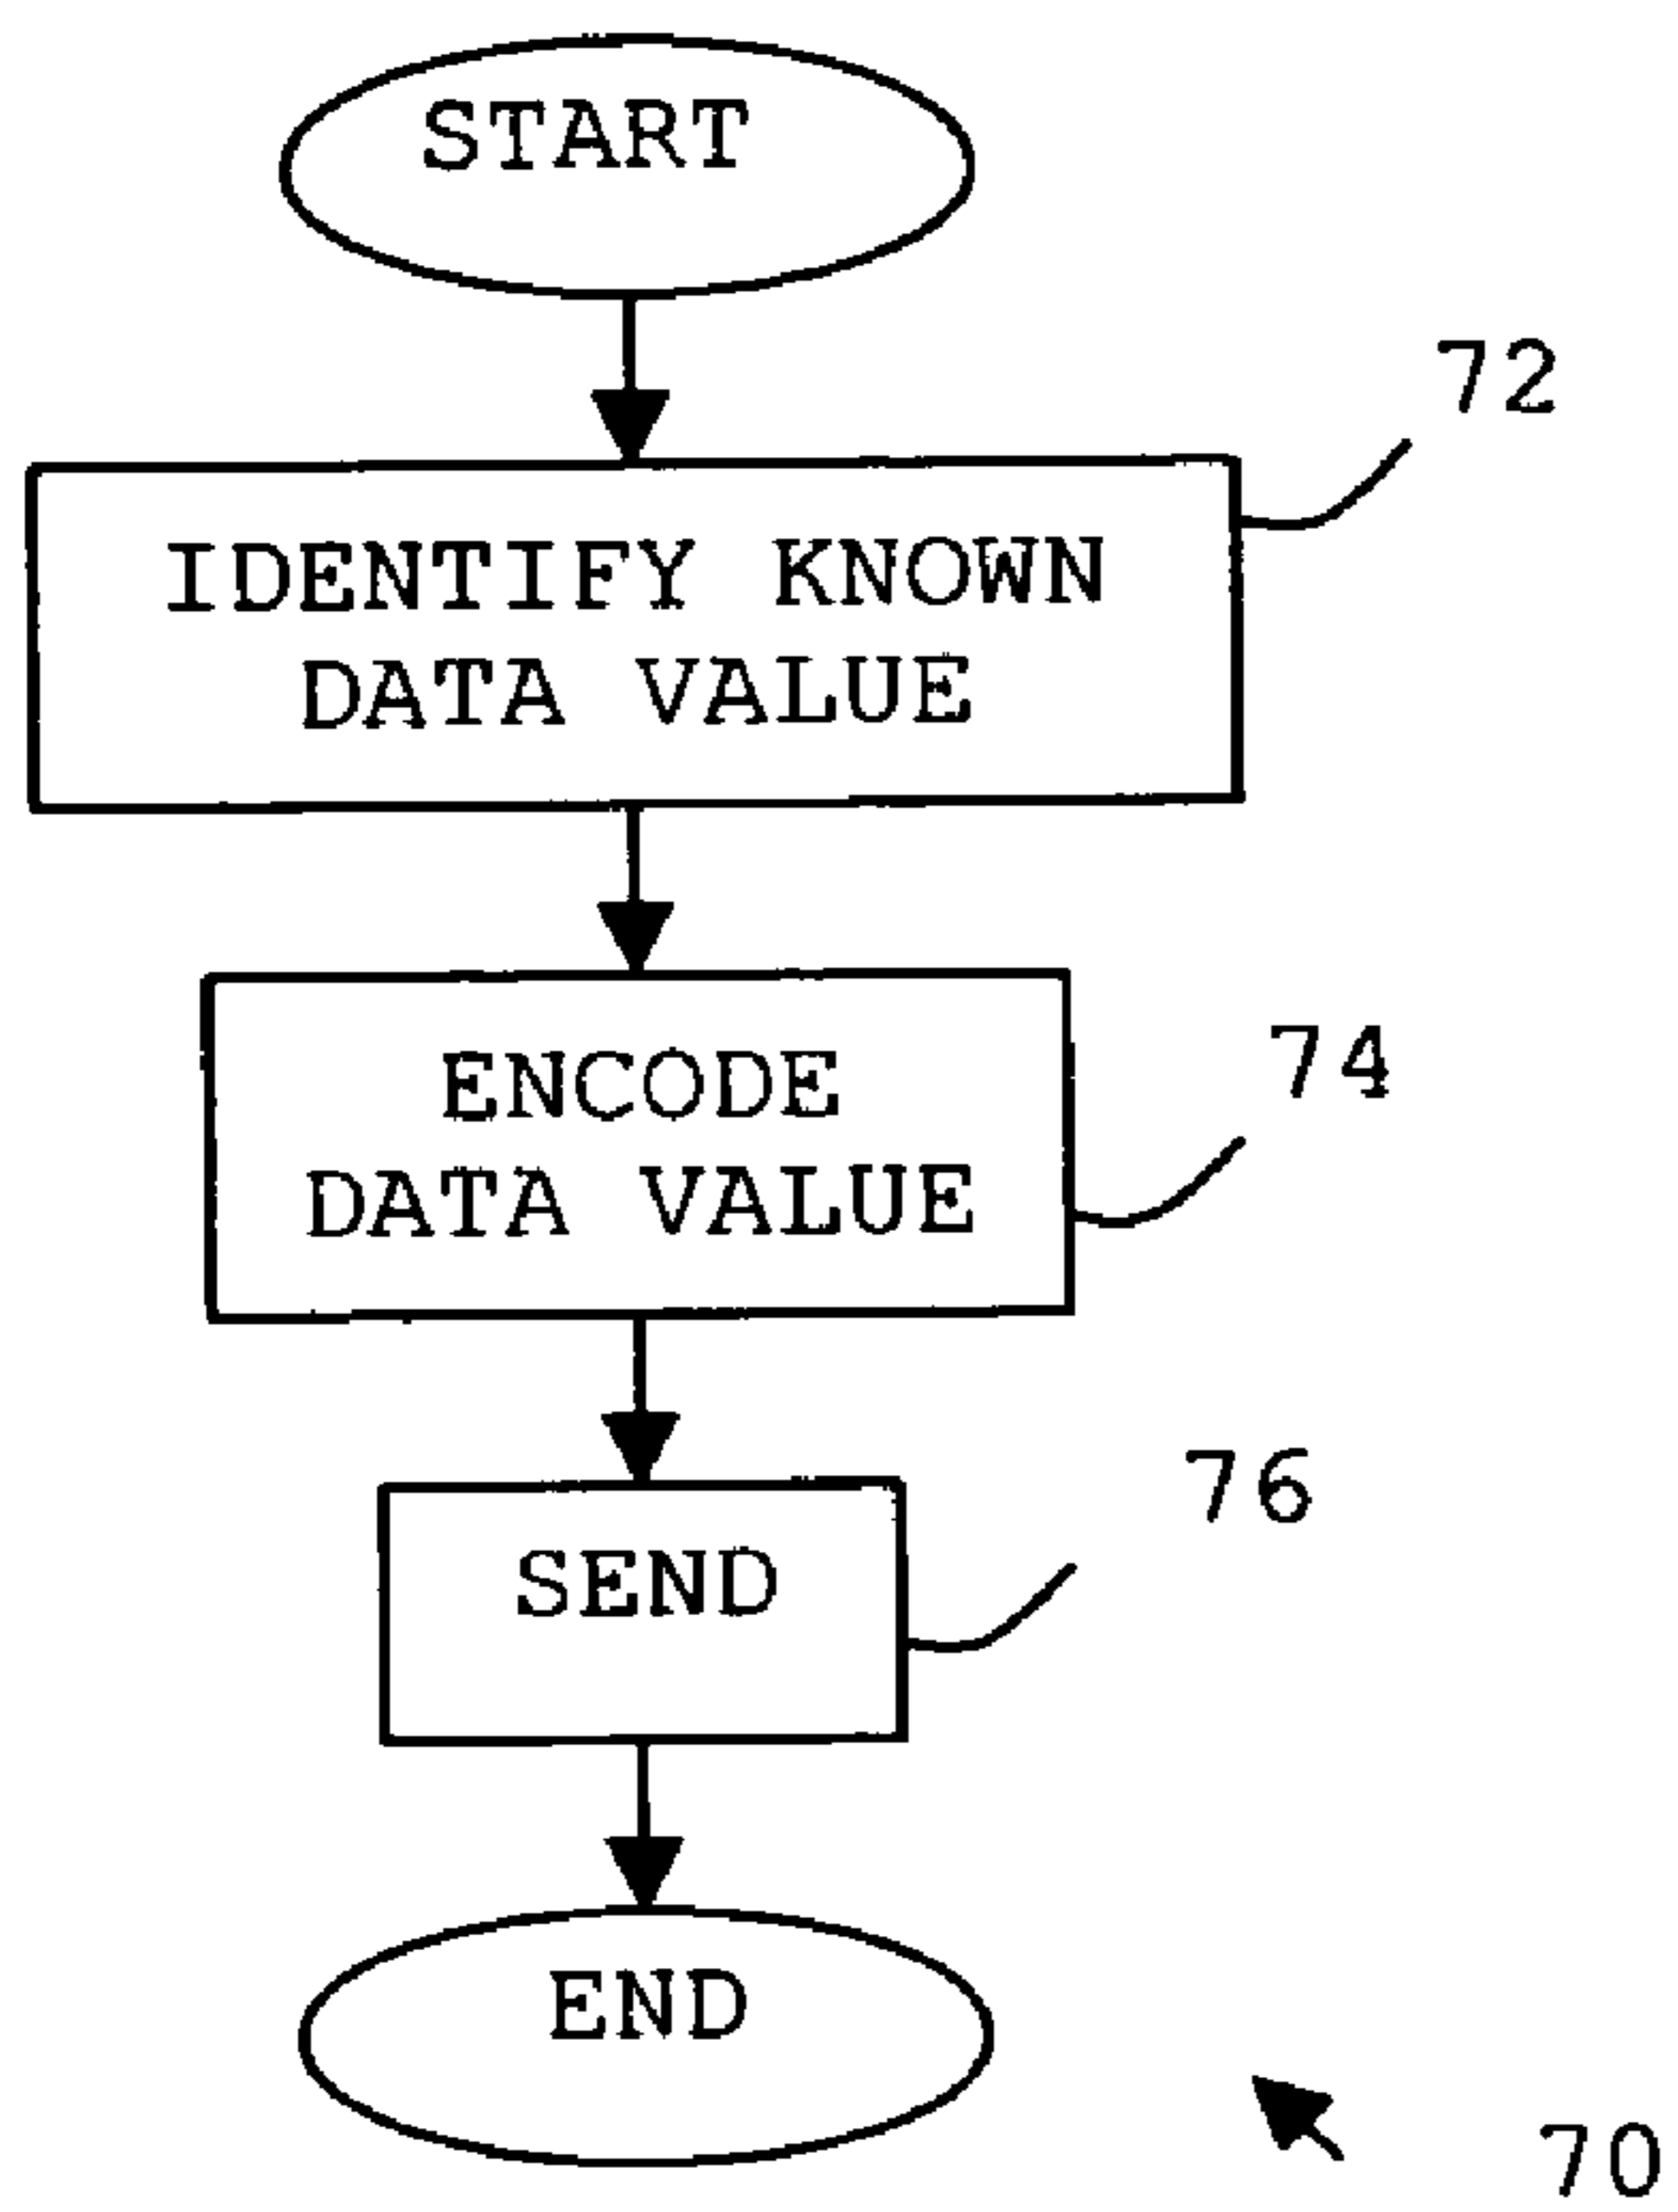 START
72
IDENTIFY KNOWN
DATA VALUE
74
ENCODE
DATA VALUE
76
SEND
END
70